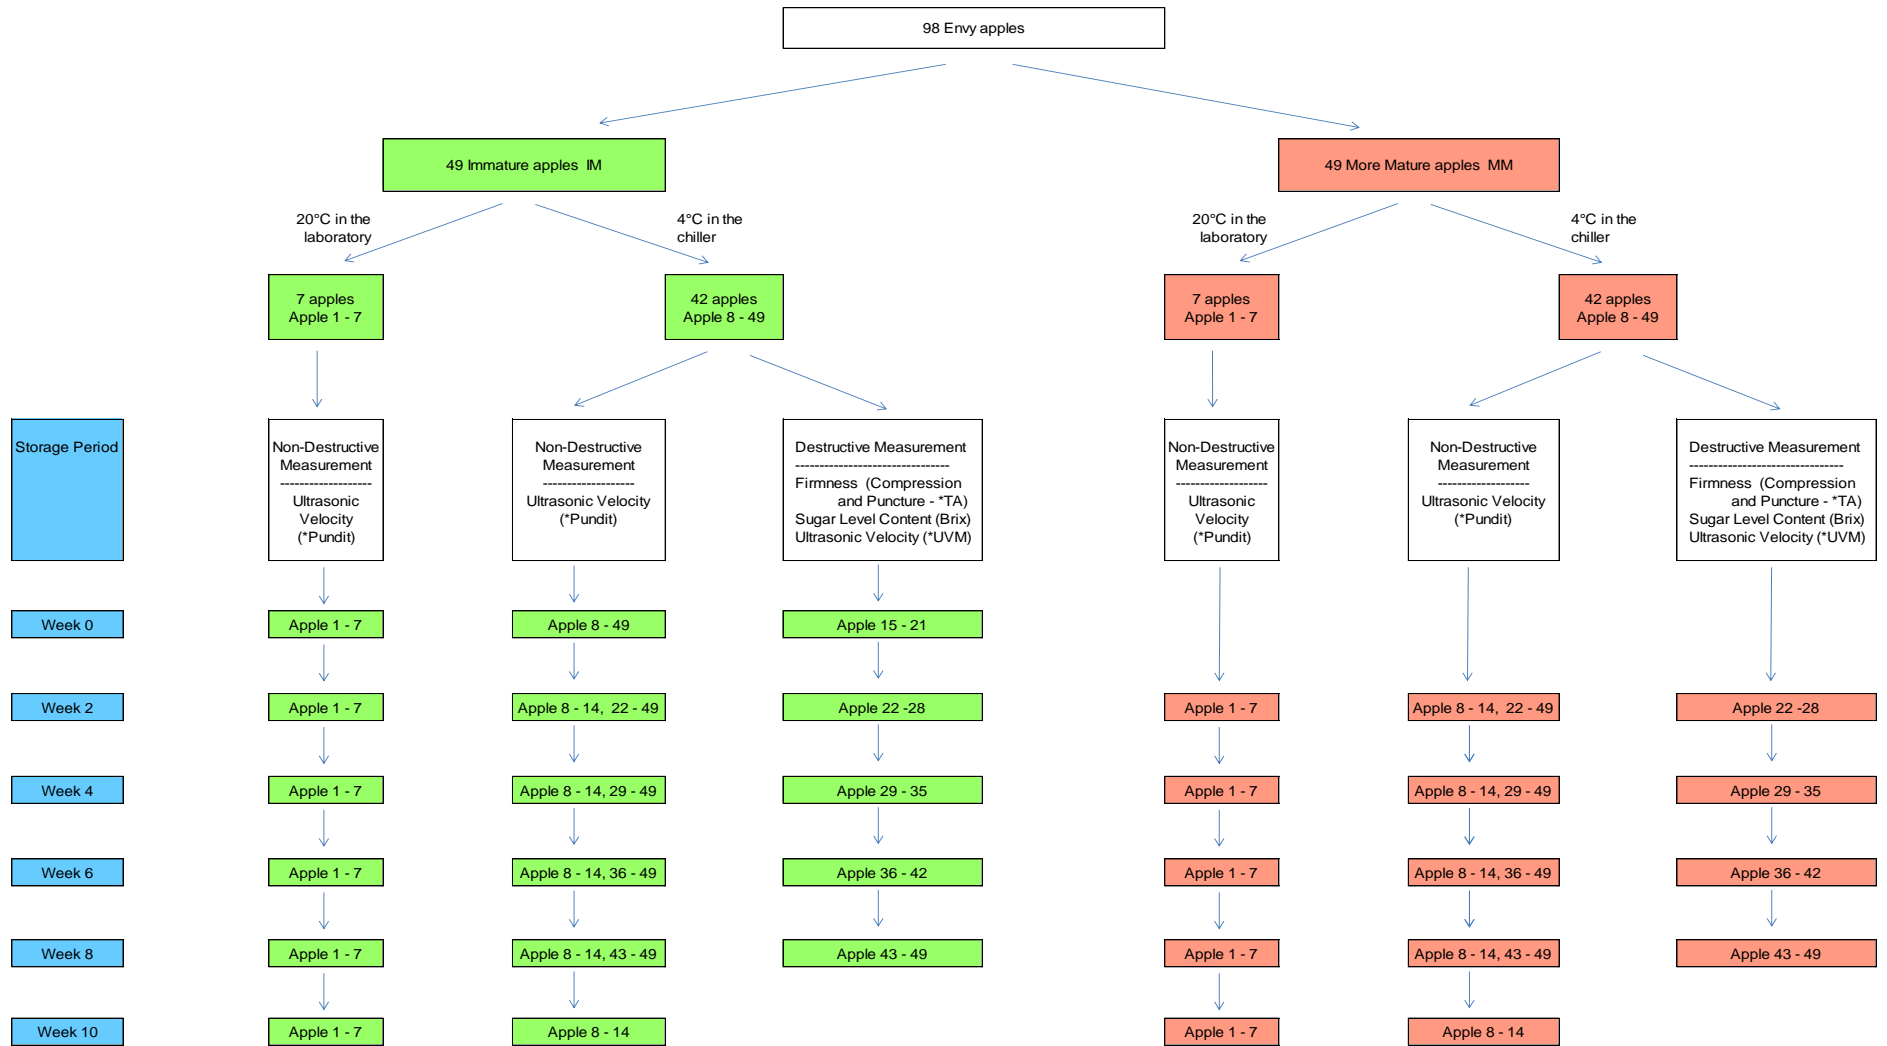 98 Envy apples
49 Immature apples IM
49 More Mature apples MM
20°C in the
laboratory
4°C in the
chiller
20°C in the
laboratory
4°C in the
chiller
7 apples
Apple 1 - 7
42 apples
Apple 8 - 49
7 apples
Apple 1 - 7
42 apples
Apple 8 - 49
Storage Period
Non-Destructive
Measurement
-------------------
Ultrasonic
Velocity
(*Pundit)
Non-Destructive
Measurement
-------------------
Ultrasonic Velocity
(*Pundit)
Destructive Measurement
--------------------------------
Firmness (Compression
and Puncture - *TA)
Sugar Level Content (Brix)
Ultrasonic Velocity (*UVM)
Non-Destructive
Measurement
-------------------
Ultrasonic
Velocity
(*Pundit)
Non-Destructive
Measurement
-------------------
Ultrasonic Velocity
(*Pundit)
Destructive Measurement
--------------------------------
Firmness (Compression
and Puncture - *TA)
Sugar Level Content (Brix)
Ultrasonic Velocity (*UVM)
Week 0
Apple 1 - 7
Apple 8 - 49
Apple 15 - 21
Week 2
Apple 1 - 7
Apple 8 - 14, 22 - 49
Apple 22 -28
Apple 1 - 7
Apple 8 - 14, 22 - 49
Apple 22 -28
Week 4
Apple 1 - 7
Apple 8 - 14, 29 - 49
Apple 29 - 35
Apple 1 - 7
Apple 8 - 14, 29 - 49
Apple 29 - 35
Week 6
Apple 1 - 7
Apple 8 - 14, 36 - 49
Apple 36 - 42
Apple 1 - 7
Apple 8 - 14, 36 - 49
Apple 36 - 42
Week 8
Apple 1 - 7
Apple 8 - 14, 43 - 49
Apple 43 - 49
Apple 1 - 7
Apple 8 - 14, 43 - 49
Apple 43 - 49
Week 10
Apple 1 - 7
Apple 8 - 14
Apple 1 - 7
Apple 8 - 14